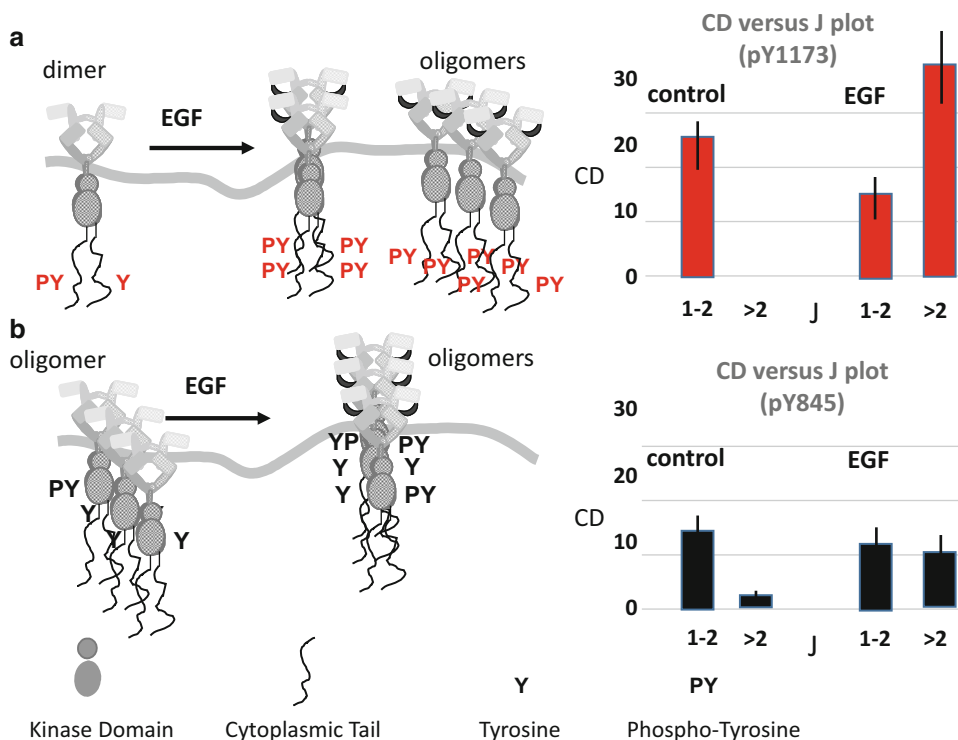 a
dimer
EGF
oligomers
PY
Y
PY
PY
PY
PY
PY
PY
PY
PY
PY
PY
CD versus J plot
(pY1173)
30
control
EGF
20
CD
10
0
1-2
>2
J
1-2
>2
b
oligomer
EGF
oligomers
PY
Y
Y
Y
YP
PY
Y
Y
Y
PY
CD versus J plot
(pY845)
30
control
EGF
20
CD
10
0
1-2
>2
J
1-2
>2
Y
PY
Kinase Domain
Cytoplasmic Tail
Tyrosine
Phospho-Tyrosine